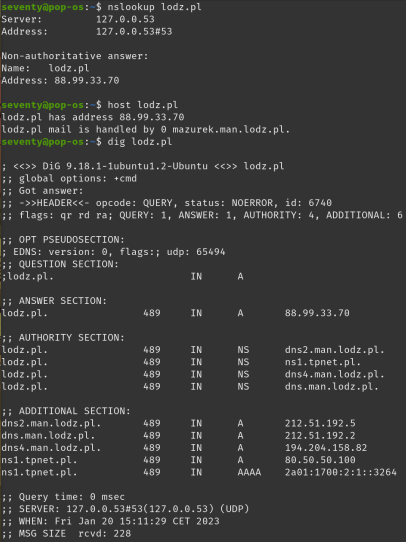 seventy@pop-os:~$ nslookup lodz.pl
Server:         127.0.0.53
Address:        127.0.0.53#53

Non-authoritative answer:
Name:   lodz.pl
Address: 88.99.33.70

seventy@pop-os:~$ host lodz.pl
lodz.pl has address 88.99.33.70
lodz.pl mail is handled by 0 mazurek.man.lodz.pl.
seventy@pop-os:~$ dig lodz.pl

; <<>> DiG 9.18.1-1ubuntu1.2-Ubuntu <<>> lodz.pl
;; global options: +cmd
;; Got answer:
;; ->>HEADER<<- opcode: QUERY, status: NOERROR, id: 6740
;; flags: qr rd ra; QUERY: 1, ANSWER: 1, AUTHORITY: 4, ADDITIONAL: 6

;; OPT PSEUDOSECTION:
; EDNS: version: 0, flags:; udp: 65494
;; QUESTION SECTION:
;lodz.pl.                       IN      A

;; ANSWER SECTION:
lodz.pl.                489     IN      A       88.99.33.70

;; AUTHORITY SECTION:
lodz.pl.                489     IN      NS      dns2.man.lodz.pl.
lodz.pl.                489     IN      NS      ns1.tpnet.pl.
lodz.pl.                489     IN      NS      dns4.man.lodz.pl.
lodz.pl.                489     IN      NS      dns.man.lodz.pl.

;; ADDITIONAL SECTION:
dns2.man.lodz.pl.       489     IN      A       212.51.192.5
dns.man.lodz.pl.        489     IN      A       212.51.192.2
dns4.man.lodz.pl.       489     IN      A       194.204.158.82
ns1.tpnet.pl.           489     IN      A       80.50.50.100
ns1.tpnet.pl.           489     IN      AAAA    2a01:1700:2:1::3264

;; Query time: 0 msec
;; SERVER: 127.0.0.53#53(127.0.0.53) (UDP)
;; WHEN: Fri Jan 20 15:11:29 CET 2023
;; MSG SIZE  rcvd: 228